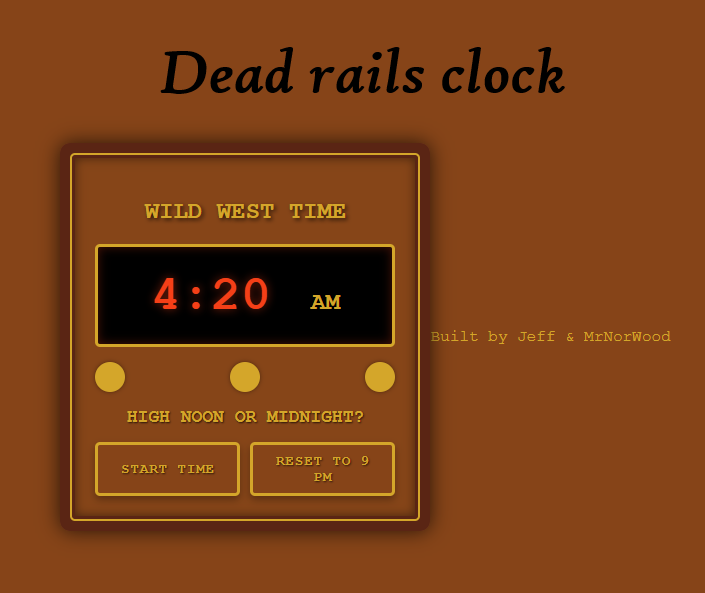 Dead rails clock
WILD WEST TIME
4:20 AM
Built by Jeff & MrNorWood
HIGH NOON OR MIDNIGHT?
START TIME
RESET TO 9
PM